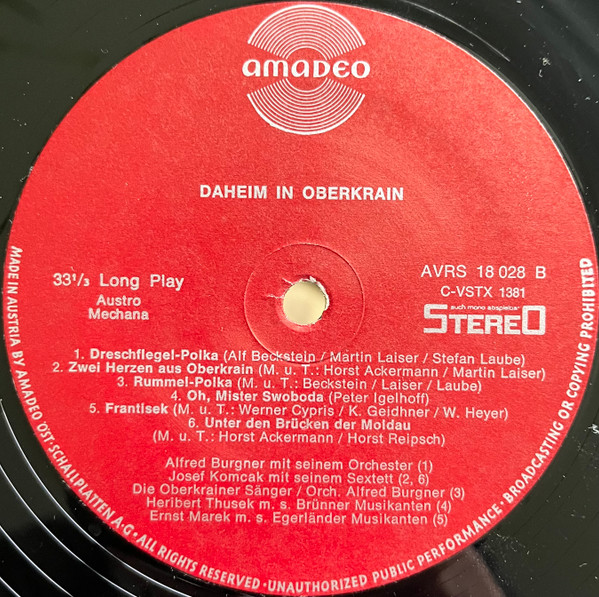 amadeo
DAHEIM IN OBERKRAIN
33¹/₃ Long Play
Austro
Mechana
AVRS 18 028 B
C-VSTX 1381
auch mono abspielbar
STEREO
1. Dreschflegel-Polka (Alf Beckstein / Martin Laiser / Stefan Laube)
2. Zwei Herzen aus Oberkrain (M. u. T.: Horst Ackermann / Martin Laiser)
3. Rummel-Polka (M. u. T.: Beckstein / Laiser / Laube)
4. Oh, Mister Swoboda (Peter Igelhoff)
5. Frantisek (M. u. T.: Werner Cypris / K. Geidhner / W. Heyer)
6. Unter den Brücken der Moldau
(M. u. T.: Horst Ackermann / Horst Reipsch)
Alfred Burgner mit seinem Orchester (1)
Josef Komcak mit seinem Sextett (2, 6)
Die Oberkrainer Sänger / Orch. Alfred Burgner (3)
Heribert Thusek m. s. Brünner Musikanten (4)
Ernst Marek m. s. Egerländer Musikanten (5)
MADE IN AUSTRIA BY AMADEO ÖST. SCHALLPLATTEN A.G. · ALL RIGHTS RESERVED · UNAUTHORIZED PUBLIC PERFORMANCE · BROADCASTING OR COPYING PROHIBITED